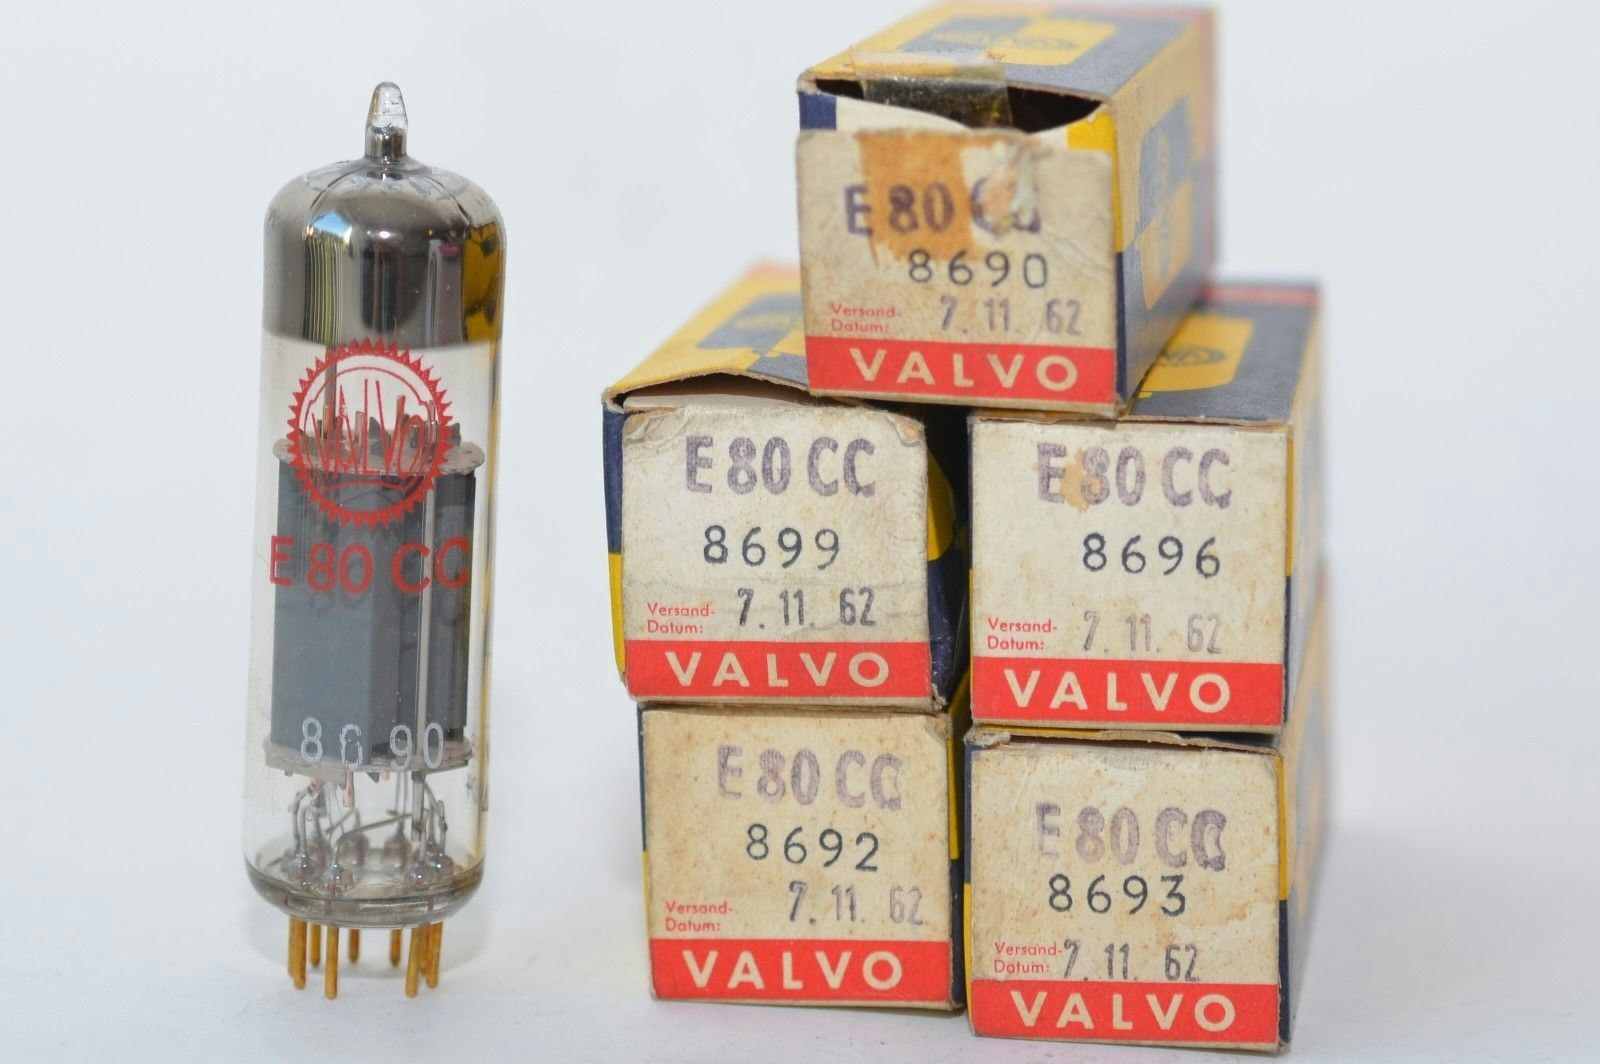 VALVO
E 80 CC
8690
E 80 CC
8690
Versand-
Datum: 7. 11. 62
VALVO
E 80 CC
8699
Versand-
Datum: 7. 11. 62
VALVO
E 80 CC
8696
Versand-
Datum: 7. 11. 62
VALVO
E 80 CC
8692
Versand-
Datum: 7. 11. 62
VALVO
E 80 CC
8693
Versand-
Datum: 7. 11. 62
VALVO